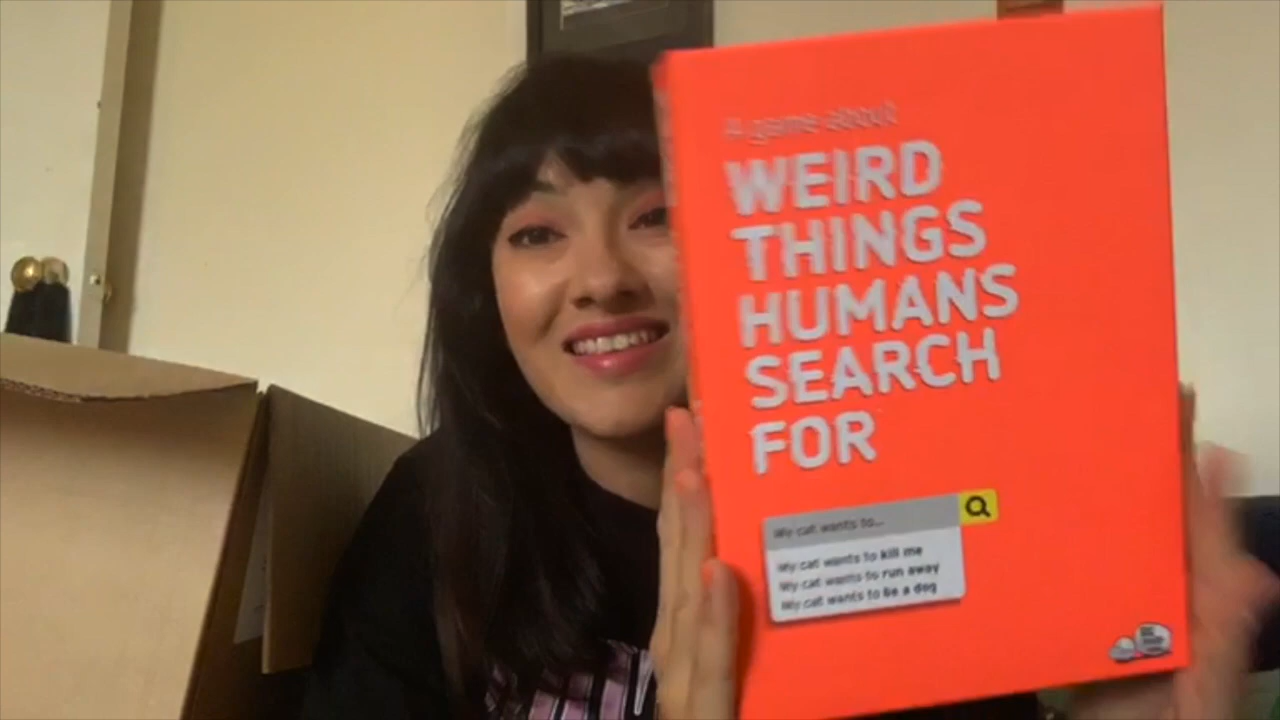 A game about
WEIRD
THINGS
HUMANS
SEARCH
FOR
My cat wants to...
My cat wants to kill me
My cat wants to run away
My cat wants to be a dog